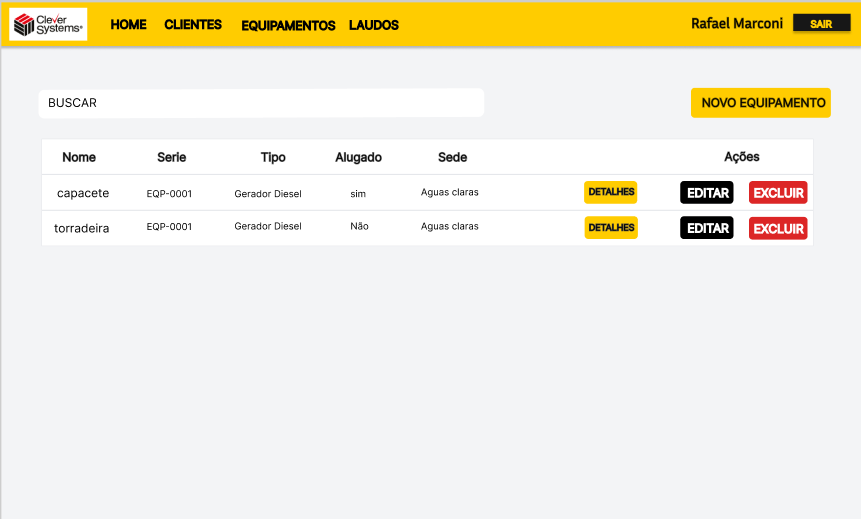 Clever Systems® HOME CLIENTES EQUIPAMENTOS LAUDOS Rafael Marconi SAIR
BUSCAR NOVO EQUIPAMENTO
Nome Serie Tipo Alugado Sede Ações
capacete EQP-0001 Gerador Diesel sim Aguas claras DETALHES EDITAR EXCLUIR
torradeira EQP-0001 Gerador Diesel Não Aguas claras DETALHES EDITAR EXCLUIR